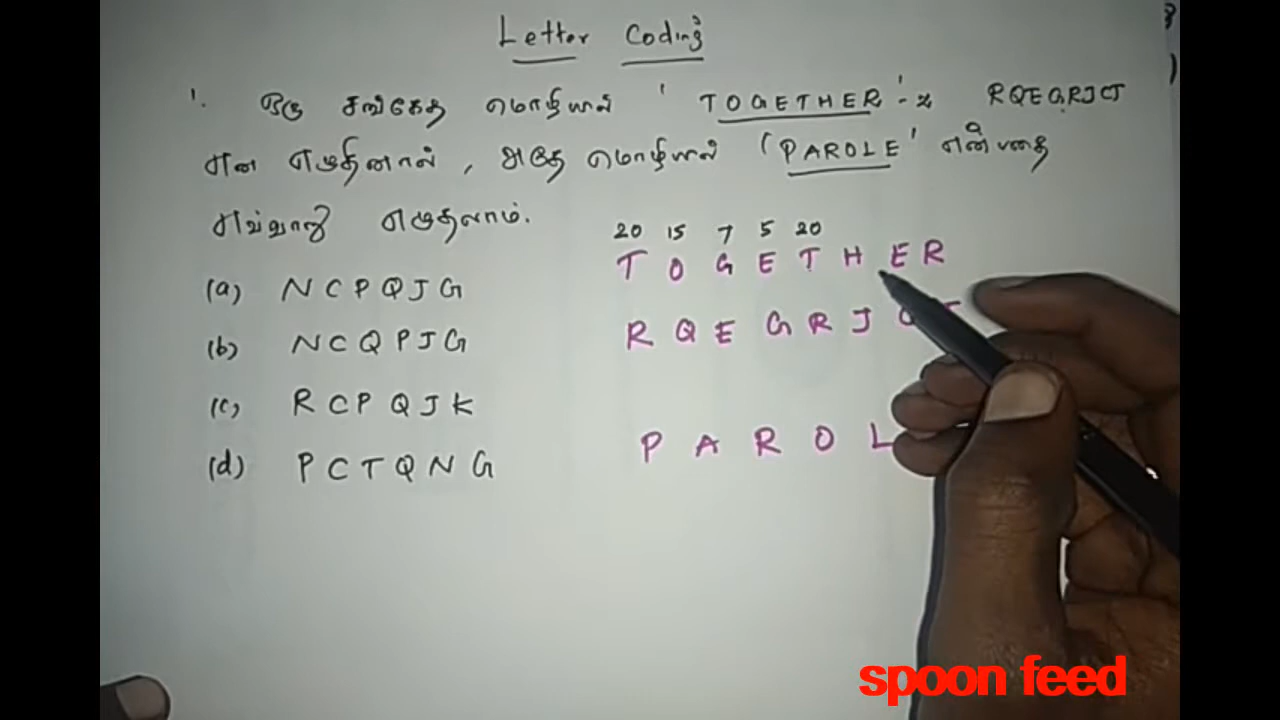 Letter Coding
1. ஒரு சங்கேத மொழியில் ' TOGETHER '-ஐ RQEGRJCT
என எழுதினால் , அதே மொழியில் ( PAROLE ' என்பதை
எவ்வாறு எழுதலாம்.
20 15 7 5 20
T O G E T H E R
(a) N C P Q J G
R Q E G R J
(b) N C Q P J G
(c) R C P Q J K
P A R O L
(d) P C T Q N G
spoon feed